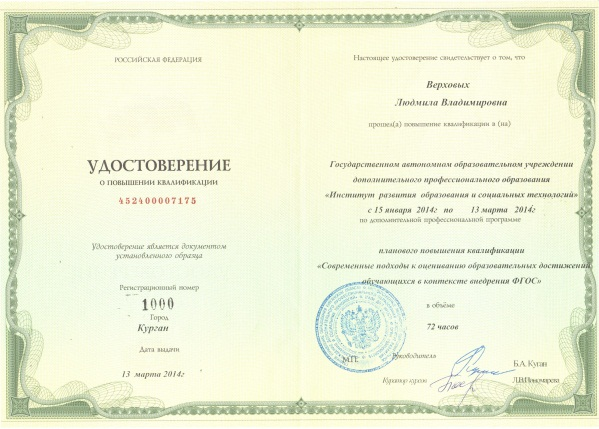 РОССИЙСКАЯ ФЕДЕРАЦИЯ
УДОСТОВЕРЕНИЕ
О ПОВЫШЕНИИ КВАЛИФИКАЦИИ
452400007175
Удостоверение является документом
установленного образца
Регистрационный номер
1000
Город
Курган
Дата выдачи
13 марта 2014г
Настоящее удостоверение свидетельствует о том, что
Верховых
Людмила Владимировна
прошел(а) повышение квалификации в (на)
Государственном автономном образовательном учреждении
дополнительного профессионального образования
«Институт развития образования и социальных технологий»
с 15 января 2014г по 13 марта 2014г
по дополнительной профессиональной программе
планового повышения квалификации
«Современные подходы к оцениванию образовательных достижений
обучающихся в контексте внедрения ФГОС»
в объёме
72 часов
М.П.
Руководитель
Б.А. Куган
Куратор курсов
Л.В.Пономарева